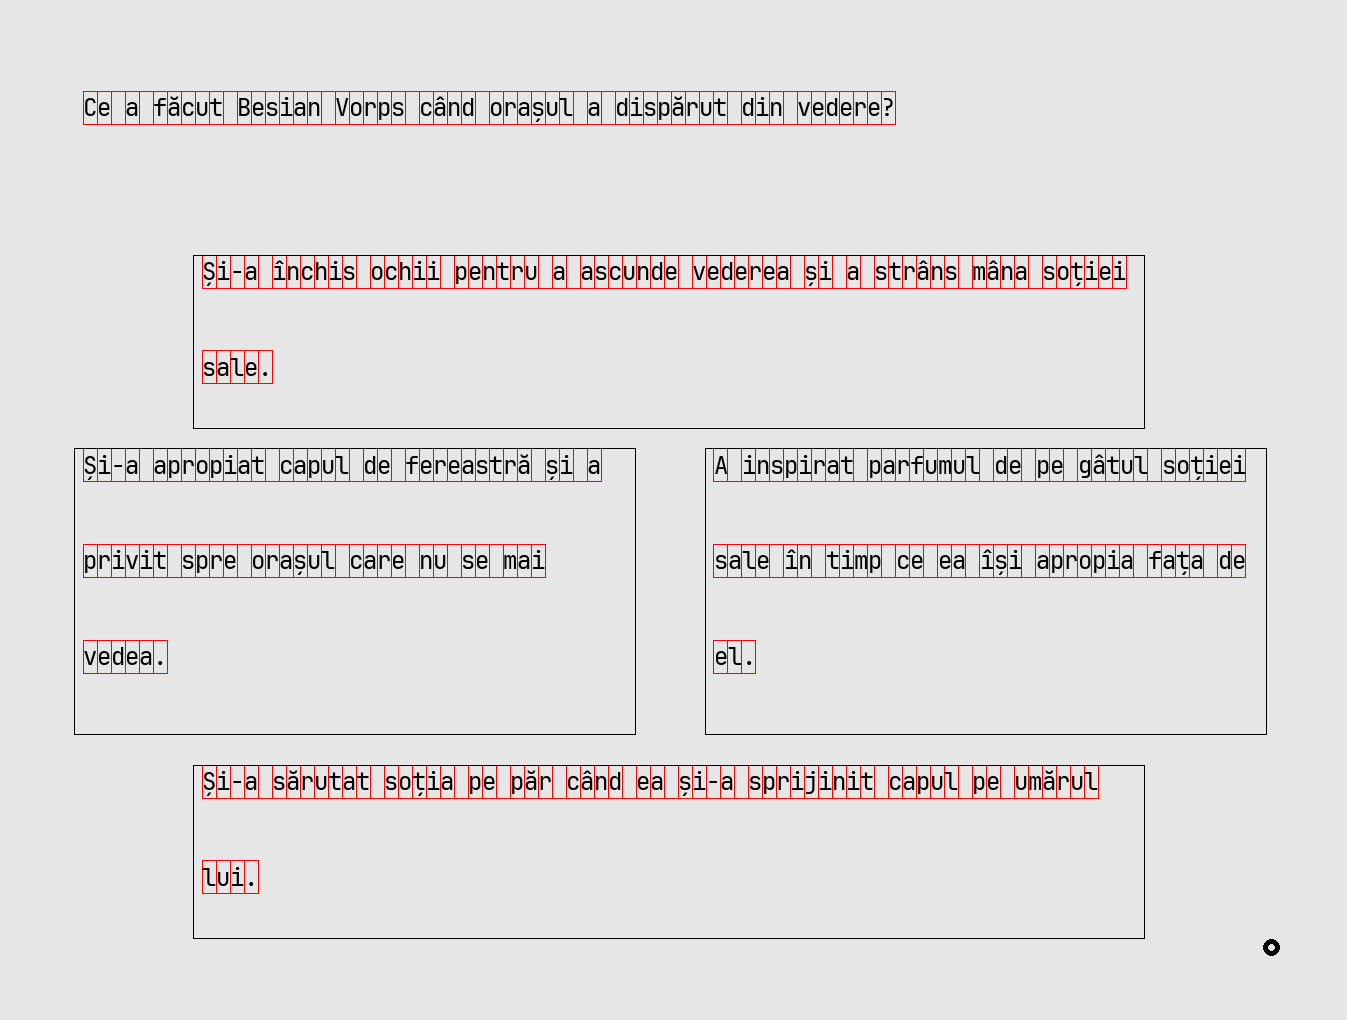 Ce a făcut Besian Vorps când orașul a dispărut din vedere?
Și-a închis ochii pentru a ascunde vederea și a strâns mâna soției
sale.
Și-a apropiat capul de fereastră și a
privit spre orașul care nu se mai
vedea.
A inspirat parfumul de pe gâtul soției
sale în timp ce ea își apropia fața de
el.
Și-a sărutat soția pe păr când ea și-a sprijinit capul pe umărul
lui.